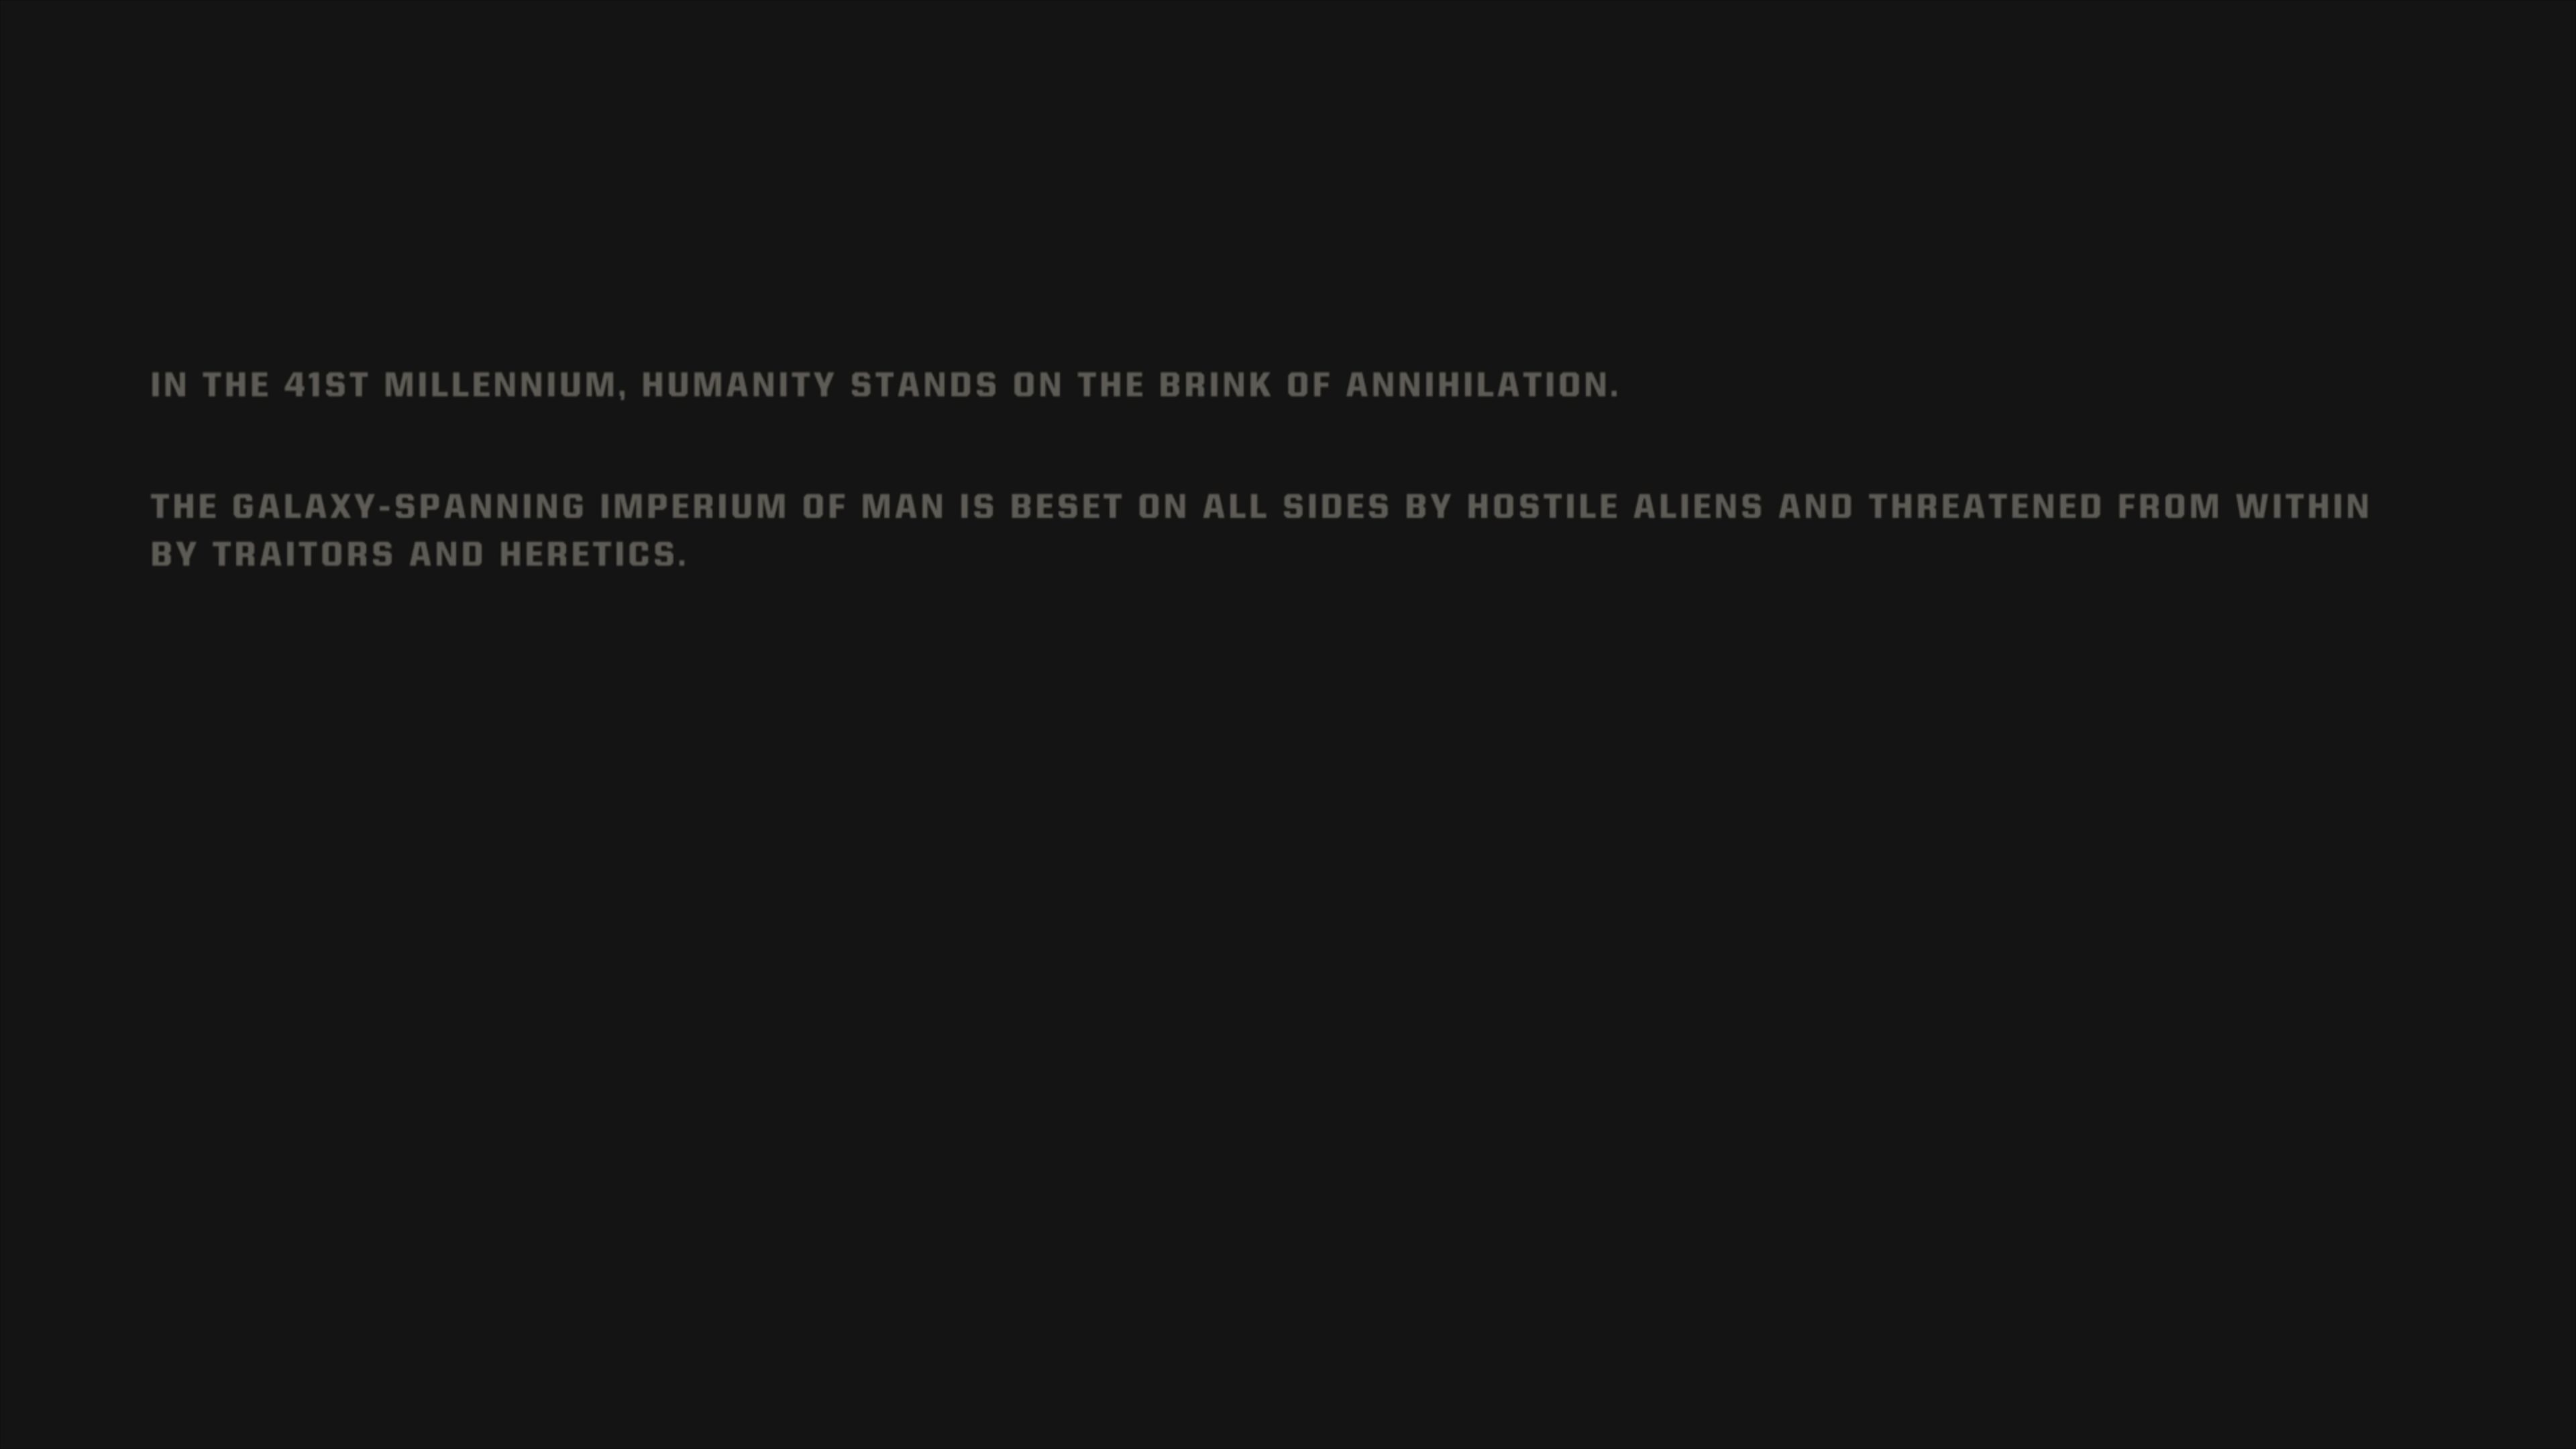 IN THE 41ST MILLENNIUM, HUMANITY STANDS ON THE BRINK OF ANNIHILATION.
THE GALAXY-SPANNING IMPERIUM OF MAN IS BESET ON ALL SIDES BY HOSTILE ALIENS AND THREATENED FROM WITHIN
BY TRAITORS AND HERETICS.